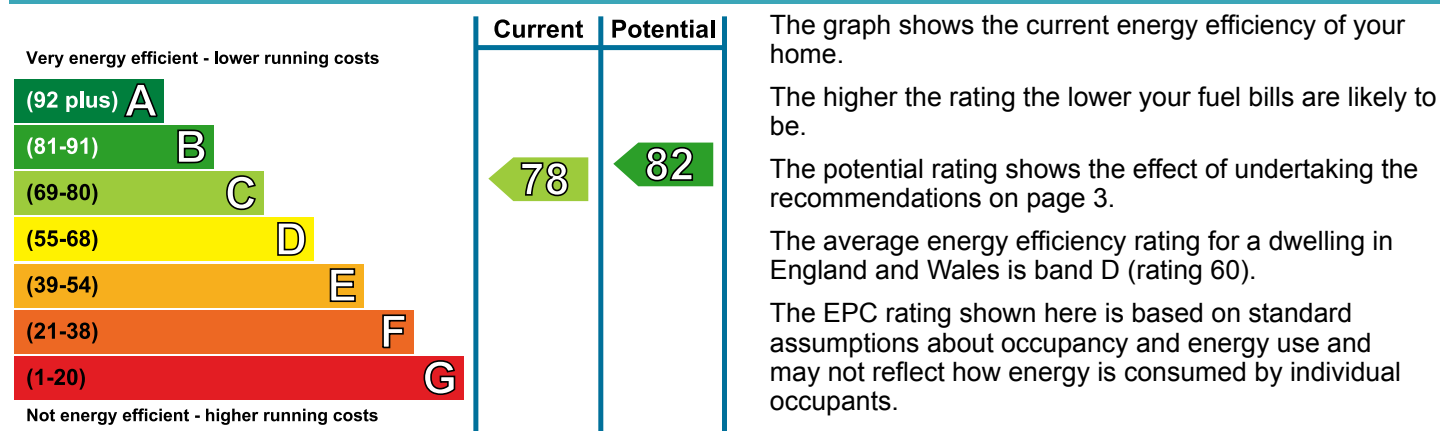 Current Potential
Very energy efficient - lower running costs
(92 plus) A
(81-91) B
(69-80) C
(55-68) D
(39-54) E
(21-38) F
(1-20) G
Not energy efficient - higher running costs
78
82
The graph shows the current energy efficiency of your
home.
The higher the rating the lower your fuel bills are likely to
be.
The potential rating shows the effect of undertaking the
recommendations on page 3.
The average energy efficiency rating for a dwelling in
England and Wales is band D (rating 60).
The EPC rating shown here is based on standard
assumptions about occupancy and energy use and
may not reflect how energy is consumed by individual
occupants.